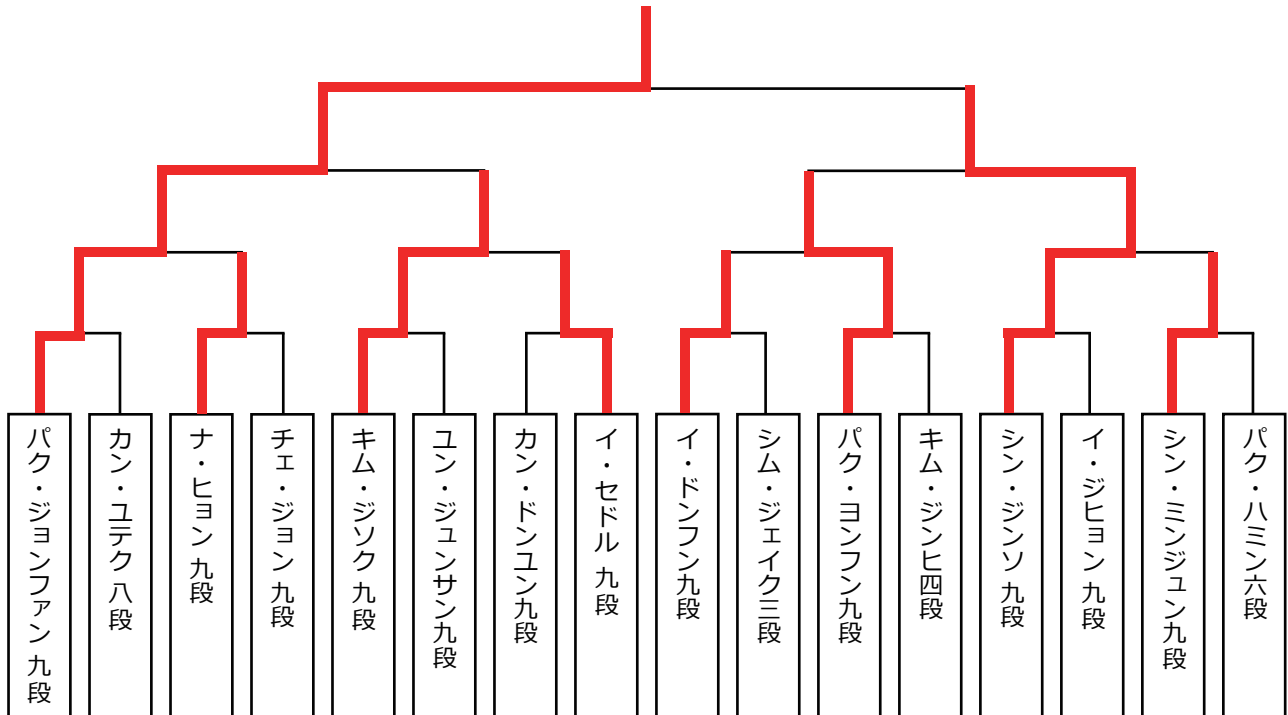 パク・ジョンファン 九段
カン・ユテク 八段
ナ・ヒョン 九段
チェ・ジョン 九段
キム・ジソク 九段
ユン・ジュンサン九段
カン・ドンユン九段
イ・セドル 九段
イ・ドンフン九段
シム・ジェイク三段
パク・ヨンフン九段
キム・ジンヒ四段
シン・ジンソ 九段
イ・ジヒョン 九段
シン・ミンジュン九段
パク・ハミン六段